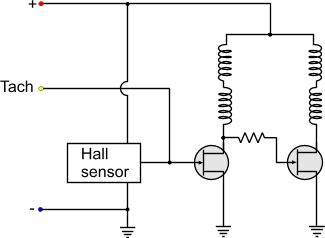 +
Tach
Hall
sensor
-